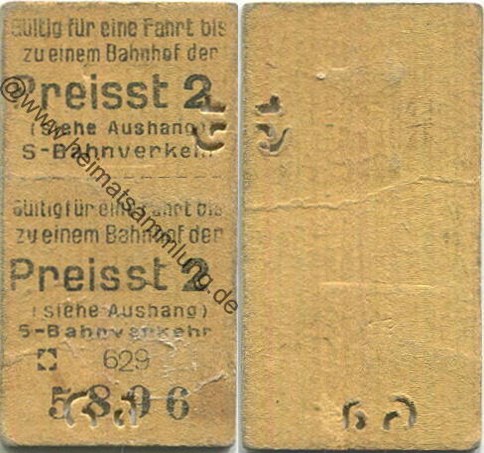 Gültig für eine Fahrt bis
zu einem Bahnhof der
Preisst 2
(siehe Aushang)
S-Bahnverkehr
Gültig für eine Fahrt bis
zu einem Bahnhof der
Preisst 2
(siehe Aushang)
S-Bahnverkehr
629
5896
@www.heimatsammlung.de